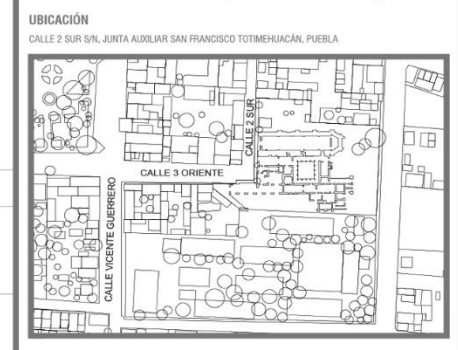 UBICACIÓN
CALLE 2 SUR S/N, JUNTA AUXILIAR SAN FRANCISCO TOTIMEHUACÁN, PUEBLA
CALLE 2 SUR
CALLE 3 ORIENTE
CALLE VICENTE GUERRERO